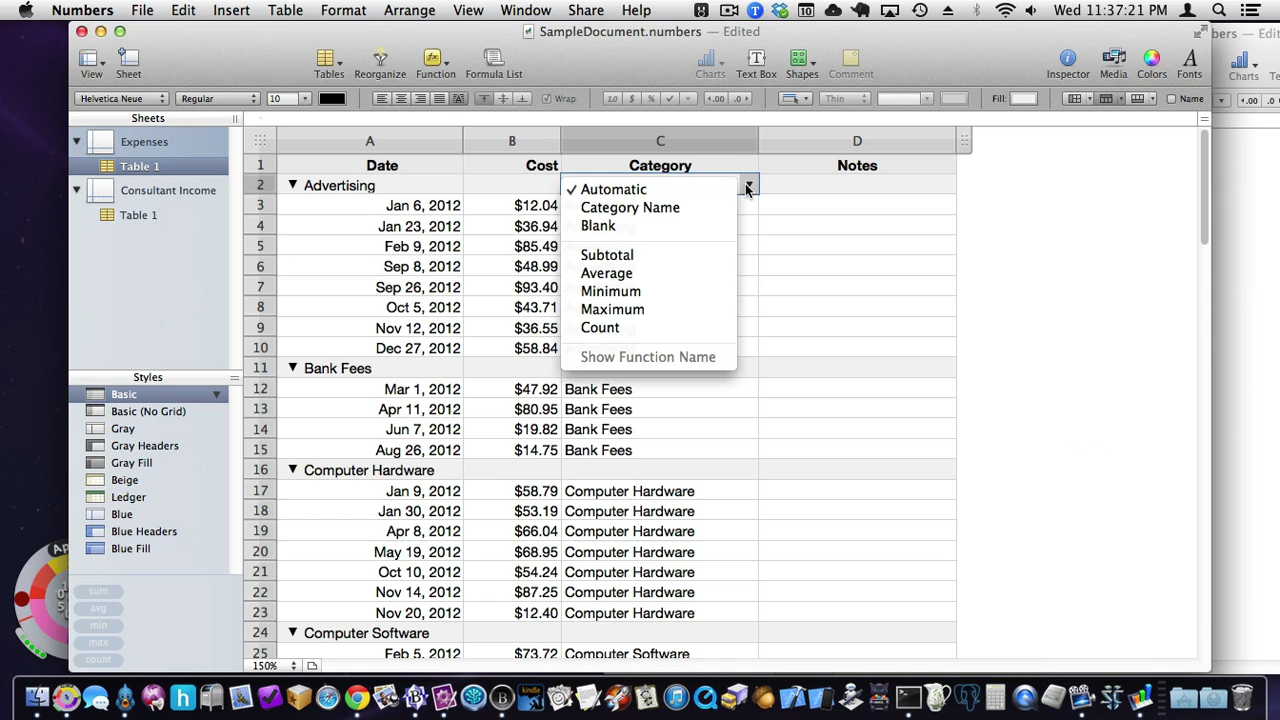 Numbers File Edit Insert Table Format Arrange View Window Share Help Wed 11:37:21 PM
SampleDocument.numbers — Edited
View Sheet Tables Reorganize Function Formula List Charts Text Box Shapes Comment Inspector Media Colors Fonts
Helvetica Neue Regular 10 Wrap 1.0 $ % .00 .0 Thin Fill: Name
Sheets
Expenses
Table 1
Consultant Income
Table 1
Styles
Basic
Basic (No Grid)
Gray
Gray Headers
Gray Fill
Beige
Ledger
Blue
Blue Headers
Blue Fill
sum
avg
min
max
count
A B C D
1 Date Cost Category Notes
2 Advertising
3 Jan 6, 2012 $12.04
4 Jan 23, 2012 $36.94
5 Feb 9, 2012 $85.49
6 Sep 8, 2012 $48.99
7 Sep 26, 2012 $93.40
8 Oct 5, 2012 $43.71
9 Nov 12, 2012 $36.55
10 Dec 27, 2012 $58.84
Automatic
Category Name
Blank
Subtotal
Average
Minimum
Maximum
Count
Show Function Name
11 Bank Fees
12 Mar 1, 2012 $47.92 Bank Fees
13 Apr 11, 2012 $80.95 Bank Fees
14 Jun 7, 2012 $19.82 Bank Fees
15 Aug 26, 2012 $14.75 Bank Fees
16 Computer Hardware
17 Jan 9, 2012 $58.79 Computer Hardware
18 Jan 30, 2012 $53.19 Computer Hardware
19 Apr 8, 2012 $66.04 Computer Hardware
20 May 19, 2012 $68.95 Computer Hardware
21 Oct 10, 2012 $54.24 Computer Hardware
22 Nov 14, 2012 $87.25 Computer Hardware
23 Nov 20, 2012 $12.40 Computer Hardware
24 Computer Software
25 Feb 5, 2012 $73.72 Computer Software
150%